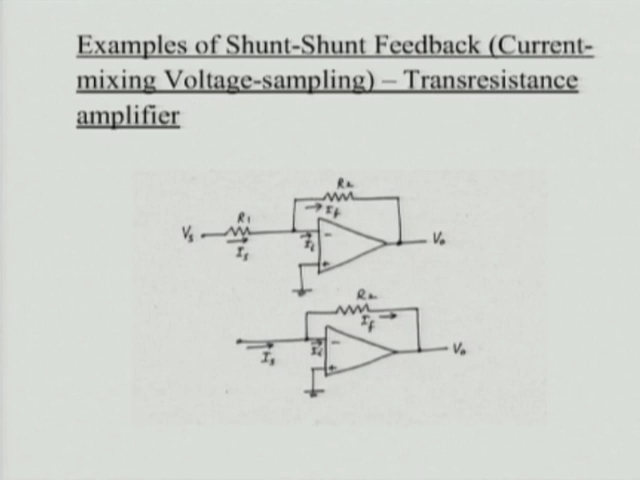 Examples of Shunt-Shunt Feedback (Current-
mixing Voltage-sampling) – Transresistance
amplifier
R2
If
R1
Vs
Is
Ii
−
+
Vo
R2
If
Is
Ii
−
+
Vo